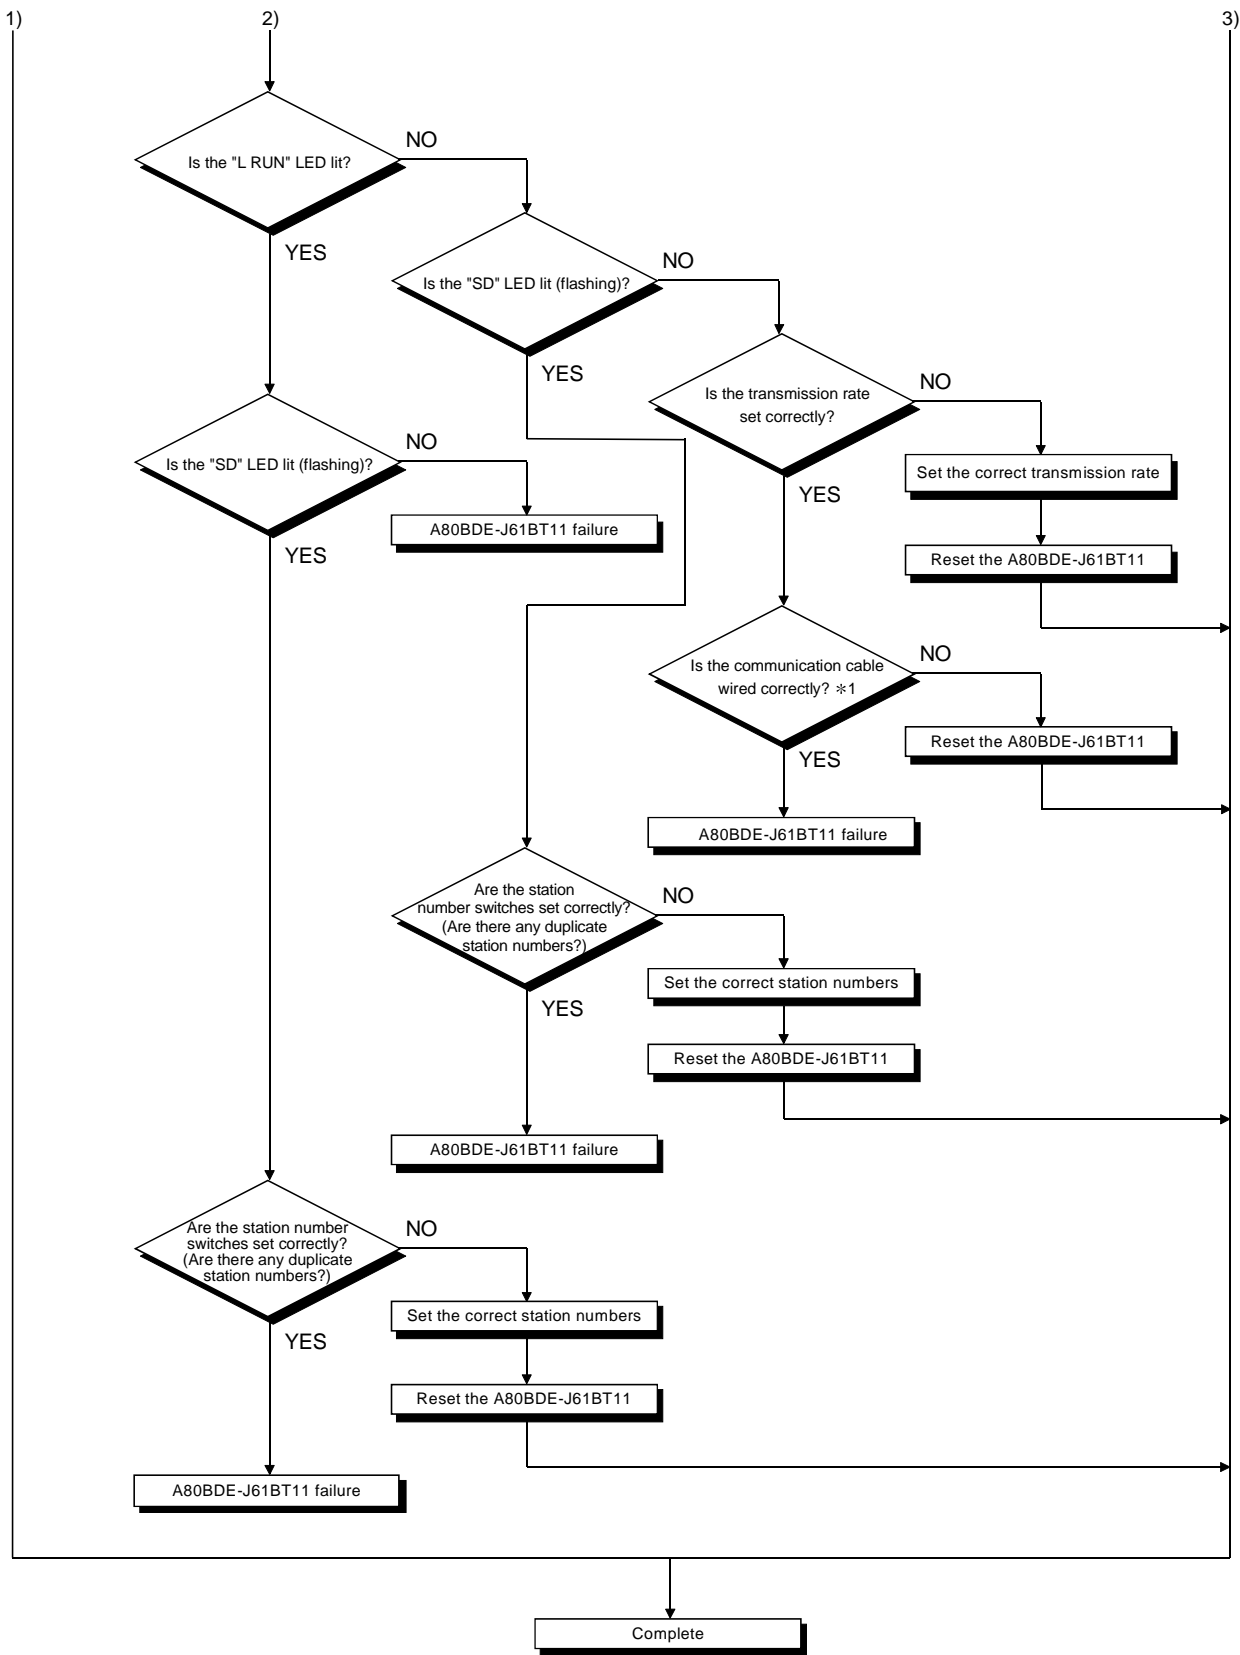 1)
2)
3)
Is the "L RUN" LED lit?
NO
YES
Is the "SD" LED lit (flashing)?
NO
YES
Is the transmission rate
set correctly?
NO
YES
Set the correct transmission rate
Reset the A80BDE-J61BT11
Is the "SD" LED lit (flashing)?
NO
YES
A80BDE-J61BT11 failure
Is the communication cable
wired correctly? ✻1
NO
YES
Reset the A80BDE-J61BT11
A80BDE-J61BT11 failure
Are the station
number switches set correctly?
(Are there any duplicate
station numbers?)
NO
YES
Set the correct station numbers
Reset the A80BDE-J61BT11
A80BDE-J61BT11 failure
Are the station number
switches set correctly?
(Are there any duplicate
station numbers?)
NO
YES
Set the correct station numbers
Reset the A80BDE-J61BT11
A80BDE-J61BT11 failure
Complete